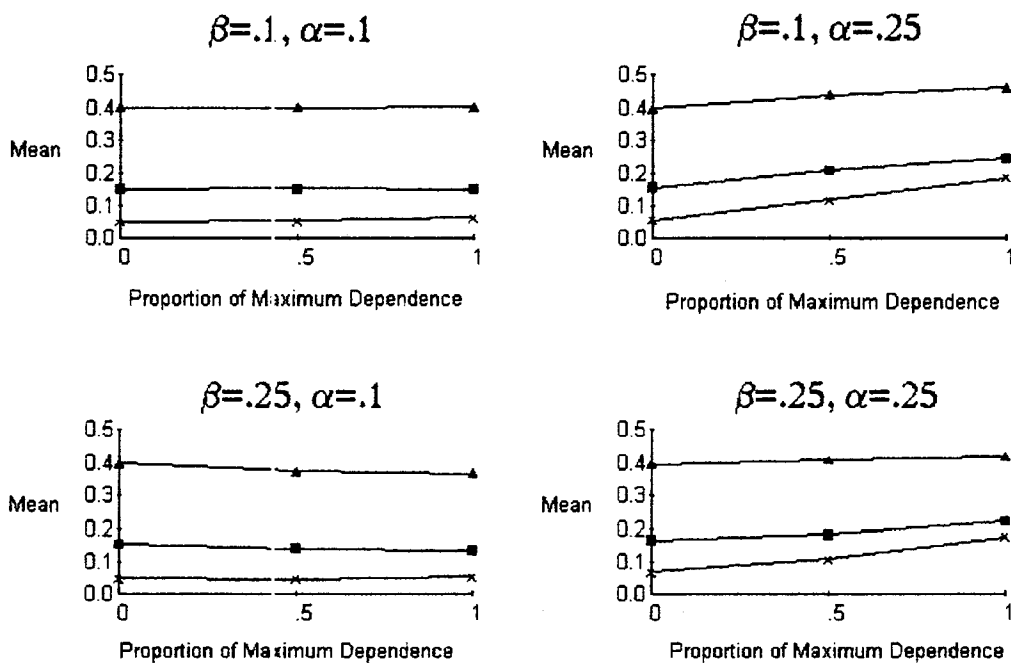 β=.1, α=.1
0.5
0.4
0.3
0.2
0.1
0.0
Mean
0 .5 1
Proportion of Maximum Dependence
β=.1, α=.25
0.5
0.4
0.3
0.2
0.1
0.0
Mean
0 .5 1
Proportion of Maximum Dependence
β=.25, α=.1
0.5
0.4
0.3
0.2
0.1
0.0
Mean
0 .5 1
Proportion of Maximum Dependence
β=.25, α=.25
0.5
0.4
0.3
0.2
0.1
0.0
Mean
0 .5 1
Proportion of Maximum Dependence